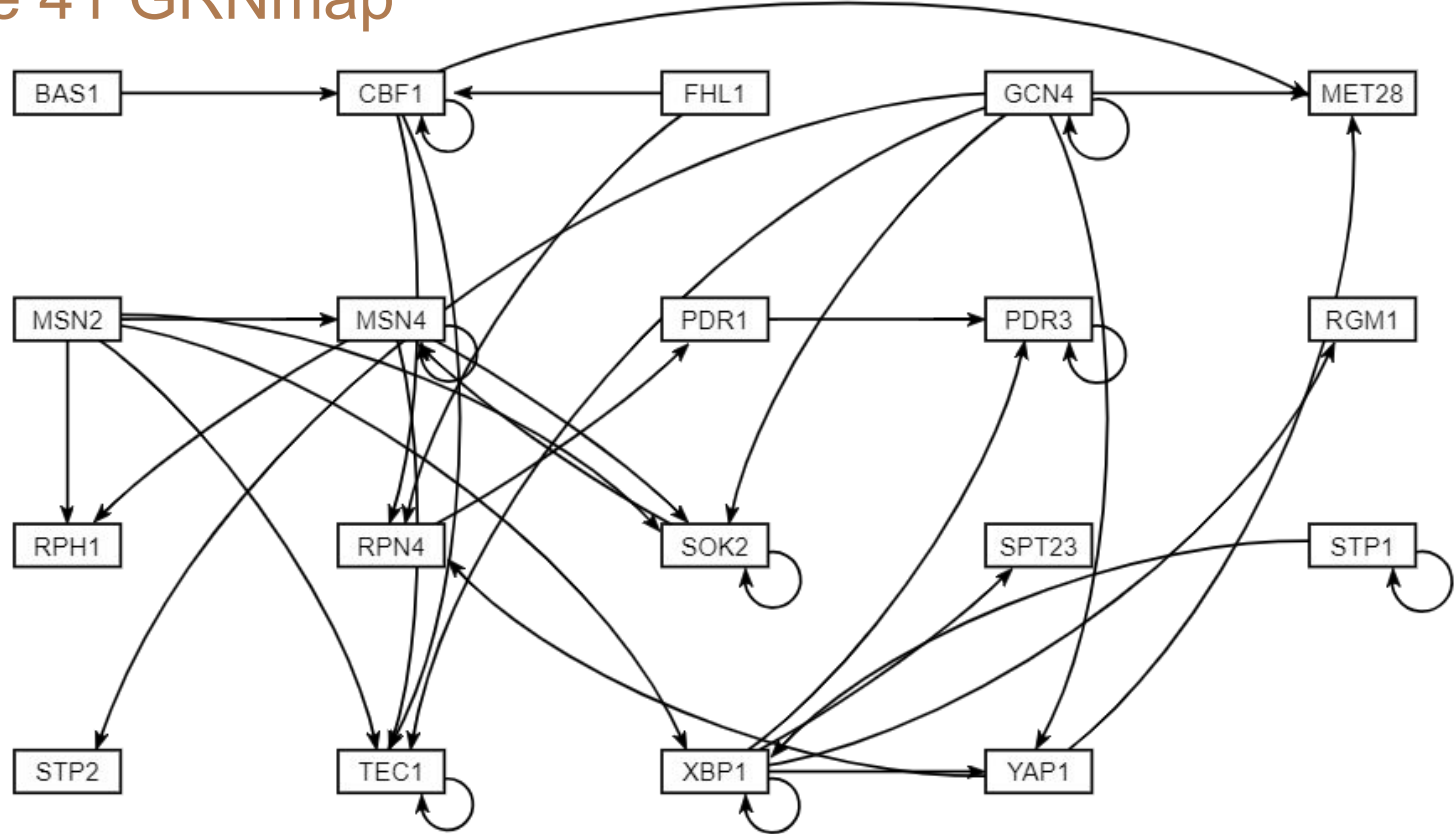 GRNmap
BAS1 CBF1 FHL1 GCN4 MET28
MSN2 MSN4 PDR1 PDR3 RGM1
RPH1 RPN4 SOK2 SPT23 STP1
STP2 TEC1 XBP1 YAP1